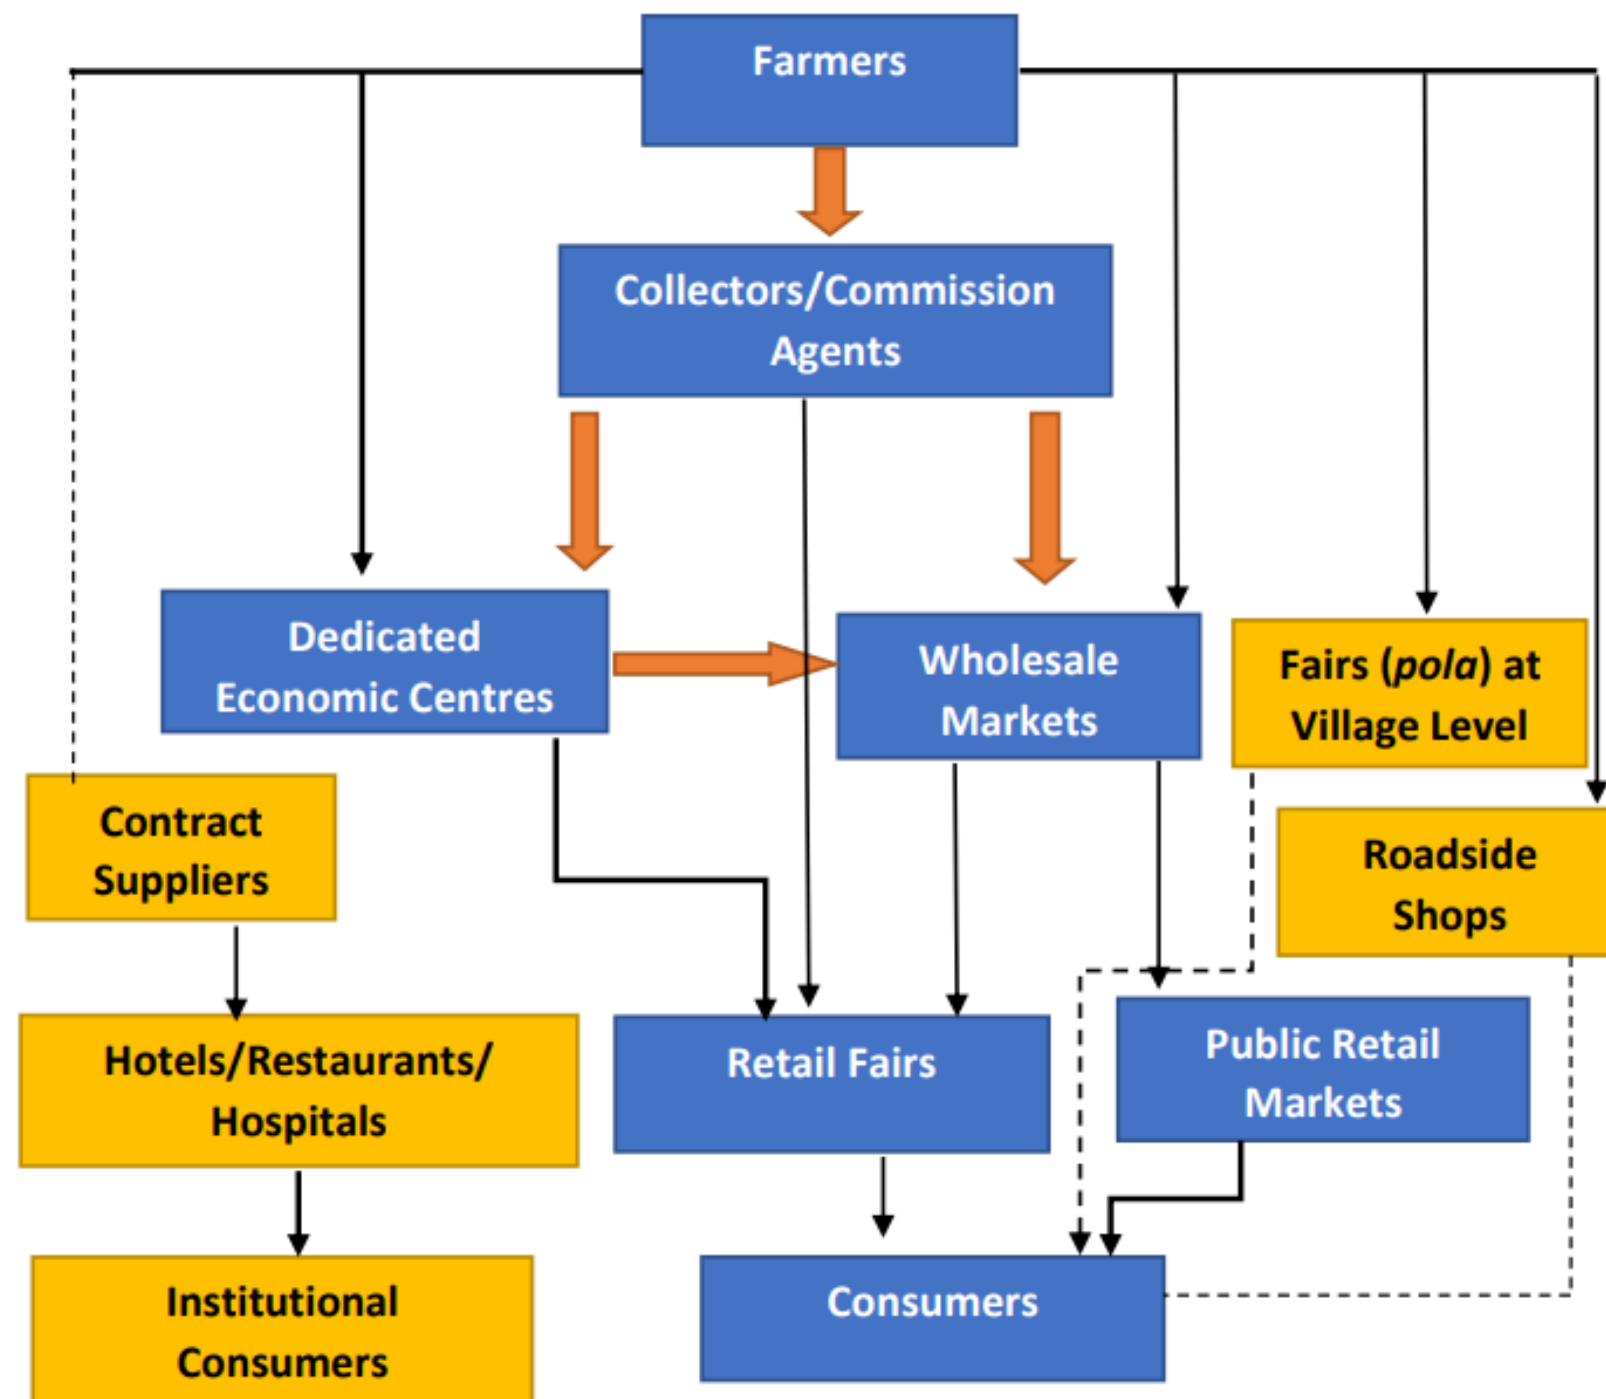 Farmers
Collectors/Commission
Agents
Dedicated
Economic Centres
Wholesale
Markets
Fairs (pola) at
Village Level
Contract
Suppliers
Roadside
Shops
Hotels/Restaurants/
Hospitals
Retail Fairs
Public Retail
Markets
Institutional
Consumers
Consumers